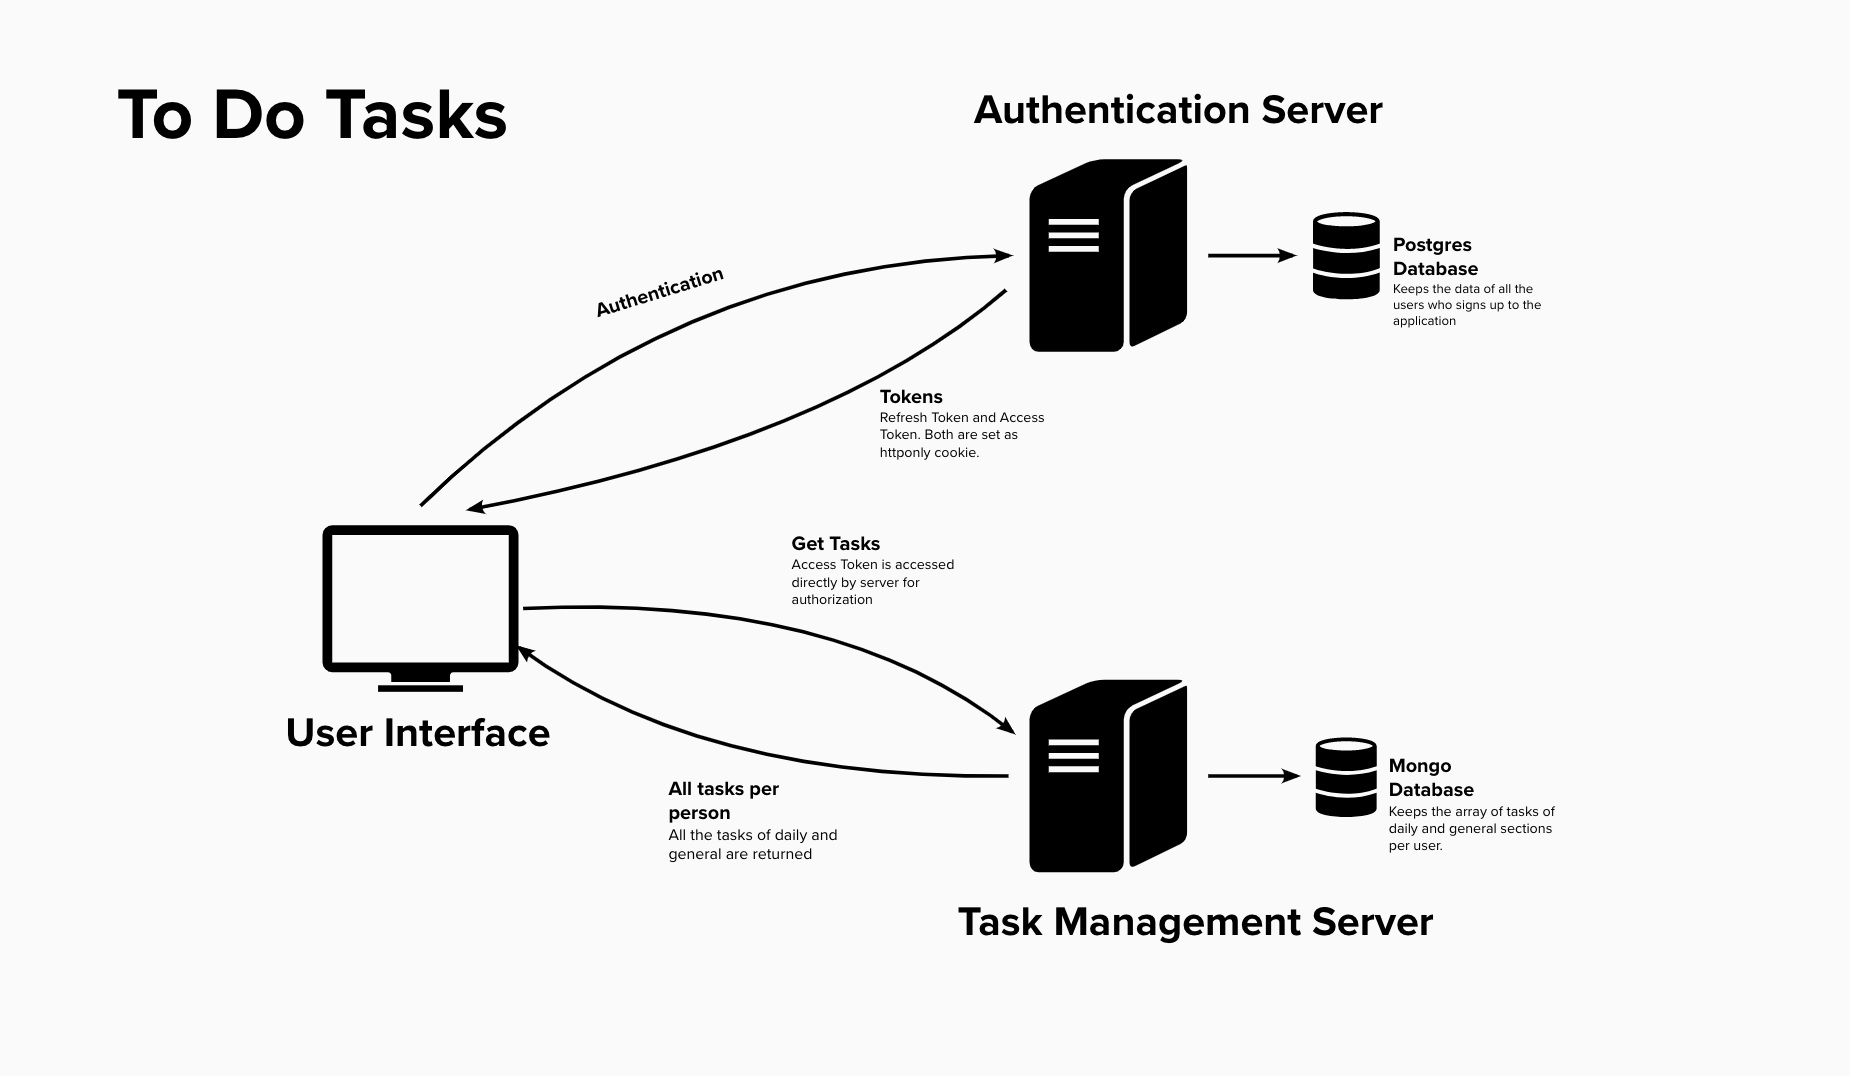 To Do Tasks
Authentication Server
Authentication
Postgres
Database
Keeps the data of all the
users who signs up to the
application
Tokens
Refresh Token and Access
Token. Both are set as
httponly cookie.
Get Tasks
Access Token is accessed
directly by server for
authorization
User Interface
All tasks per
person
All the tasks of daily and
general are returned
Mongo
Database
Keeps the array of tasks of
daily and general sections
per user.
Task Management Server